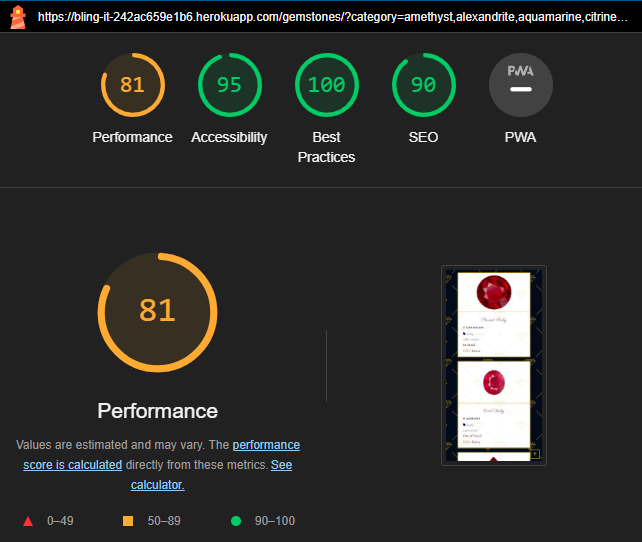 https://bling-it-242ac659e1b6.herokuapp.com/gemstones/?category=amethyst,alexandrite,aquamarine,citrine…
81
95
100
90
PWA
Performance
Accessibility
Best
Practices
SEO
PWA
81
Performance
Values are estimated and may vary. The performance
score is calculated directly from these metrics. See
calculator.
0–49
50–89
90–100